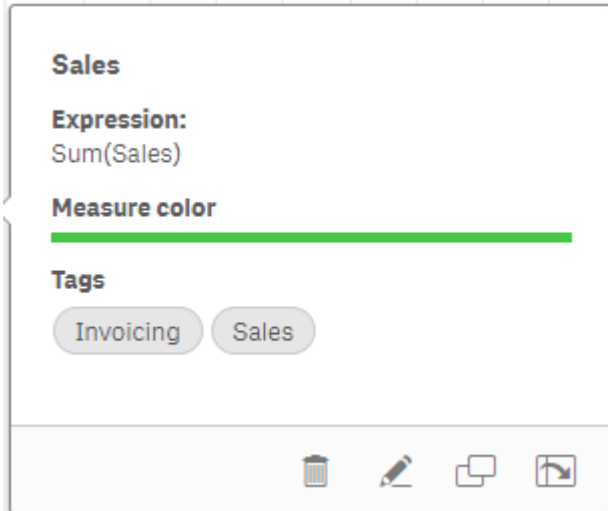 Sales
Expression:
Sum(Sales)
Measure color
Tags
Invoicing Sales